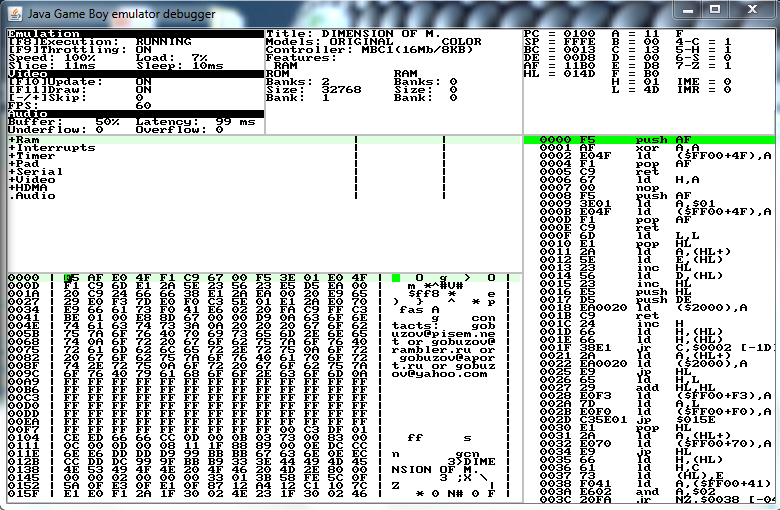 Java Game Boy emulator debugger
Emulation
[F8]Execution: RUNNING
[F9]Throttling: ON
Speed: 100% Load: 7%
Slice: 11ms Sleep: 10ms
Video
[F10]Update: ON
[F11]Draw: ON
[-/+]Skip: 0
FPS: 60
Audio
Buffer: 50% Latency: 99 ms
Underflow: 0 Overflow: 0
Title: DIMENSION OF M.
Models: ORIGINAL COLOR
Controller: MBC1(16Mb/8KB)
Features:
RAM
ROM RAM
Banks: 2 Banks: 0
Size: 32768 Size: 0
Bank: 1 Bank: 0
PC = 0100 A = 11 F
SP = FFFE B = 00 4-C = 1
BC = 0013 C = 13 5-H = 1
DE = 00D8 D = 00 6-S = 0
AF = 11B0 E = D8 7-Z = 1
HL = 014D F = B0
H = 01 IME = 0
L = 4D IMR = 0
+Ram | |
+Interrupts | |
+Timer | |
+Pad | |
+Serial | |
+Video | |
+HDMA | |
.Audio | |
0000 F5 push AF
0001 AF xor A,A
0002 E04F ld ($FF00+4F),A
0004 F1 pop AF
0005 C9 ret
0006 67 ld H,A
0007 00 nop
0008 F5 push AF
0009 3E01 ld A,$01
000B E04F ld ($FF00+4F),A
000D F1 pop AF
000E C9 ret
000F 6D ld L,L
0010 E1 pop HL
0011 2A ld A,(HL+)
0012 5E ld E,(HL)
0013 23 inc HL
0014 56 ld D,(HL)
0015 23 inc HL
0016 E5 push HL
0017 D5 push DE
0018 EA0020 ld ($2000),A
001B C9 ret
001C 24 inc H
001D 66 ld H,(HL)
001E 66 ld H,(HL)
001F 38E1 jr C,$0002 [-1D
0021 2A ld A,(HL+)
0022 EA0020 ld ($2000),A
0025 E9 jp HL
0026 65 ld H,L
0027 29 add HL,HL
0028 E0F3 ld ($FF00+F3),A
002A 7D ld A,L
002B E0F0 ld ($FF00+F0),A
002D C35E01 jp $015E
0030 E1 pop HL
0031 2A ld A,(HL+)
0032 E070 ld ($FF00+70),A
0034 E9 jp HL
0035 66 ld H,(HL)
0036 61 ld H,C
0037 73 ld (HL),E
0038 F041 ld A,($FF00+41)
003A E602 and A,$02
003C 20FA jr NZ,$0038 [-04
0000 | F5 AF E0 4F F1 C9 67 00 F5 3E 01 E0 4F | O g > O |
000D | F1 C9 6D E1 2A 5E 23 56 23 E5 D5 EA 00 | m *^#V# |
001A | 20 C9 24 66 66 38 E1 2A EA 00 20 E9 65 | $ff8 * e |
0027 | 29 E0 F3 7D E0 F0 C3 5E 01 E1 2A E0 70 | ) } ^ * p |
0034 | E9 66 61 73 F0 41 E6 02 20 FA C9 FF C3 | fas A |
0041 | BE 01 00 E8 8D 67 00 00 D9 00 63 6F 6E | g con |
004E | 74 61 63 74 73 3A 0A 20 20 20 67 6F 62 | tacts: gob |
005B | 75 7A 6F 76 40 70 69 73 65 6D 2E 6E 65 | uzov@pisem.ne |
0068 | 74 0A 6F 72 20 67 6F 62 75 7A 6F 76 40 | t or gobuzov@ |
0075 | 72 61 6D 62 6C 65 72 2E 72 75 0A 6F 72 | rambler.ru or |
0082 | 20 67 6F 62 75 7A 6F 76 40 61 70 6F 72 | gobuzov@apor |
008F | 74 2E 72 75 0A 6F 72 20 67 6F 62 75 7A | t.ru or gobuz |
009C | 6F 76 40 79 61 68 6F 6F 2E 63 6F 6D 0A | ov@yahoo.com |
00A9 | FF FF FF FF FF FF FF FF FF FF FF FF FF | |
00B6 | FF FF FF FF FF FF FF FF FF FF FF FF FF | |
00C3 | FF FF FF FF FF FF FF FF FF FF FF FF FF | |
00D0 | FF FF FF FF FF FF FF FF FF FF FF FF FF | |
00DD | FF FF FF FF FF FF FF FF FF FF FF FF FF | |
00EA | FF FF FF FF FF FF FF FF FF FF FF FF FF | |
00F7 | FF FF FF FF FF FF FF FF FF 00 C3 DF 01 | |
0104 | CE ED 66 66 CC 0D 00 0B 03 73 00 83 00 | ff s |
0111 | 0C 00 0D 00 08 11 1F 88 89 00 0E DC CC | |
011E | 6E E6 DD DD D9 99 BB BB 67 63 6E 0E EC | n gcn |
012B | CC DD DC 99 9F BB B9 33 3E 44 49 4D 45 | 3>DIME |
0138 | 4E 53 49 4F 4E 20 4F 46 20 4D 2E 80 00 | NSION OF M. |
0145 | 00 00 02 00 00 00 33 01 3B 58 FE 5C 0F | 3 ;X \ |
0152 | 5A 0F E3 0F E1 0F 87 12 A4 12 C1 10 7C | Z | |
015F | E1 E0 F1 2A 1F 30 02 4E 23 1F 30 02 46 | * 0 N# 0 F |